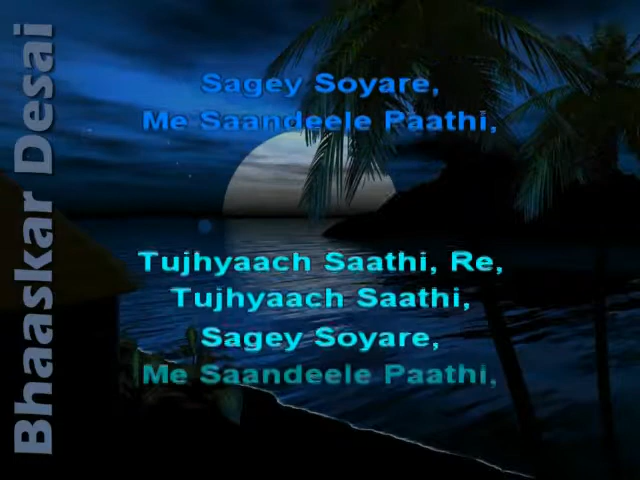 Bhaaskar Desai
Sagey Soyare,
Me Saandeele Paathi,
Tujhyaach Saathi, Re,
Tujhyaach Saathi,
Sagey Soyare,
Me Saandeele Paathi,